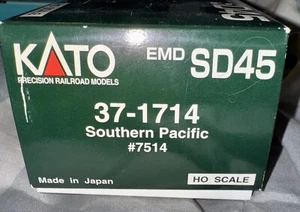 KATO
PRECISION RAILROAD MODELS
EMD SD45
37-1714
Southern Pacific
#7514
Made in Japan
HO SCALE